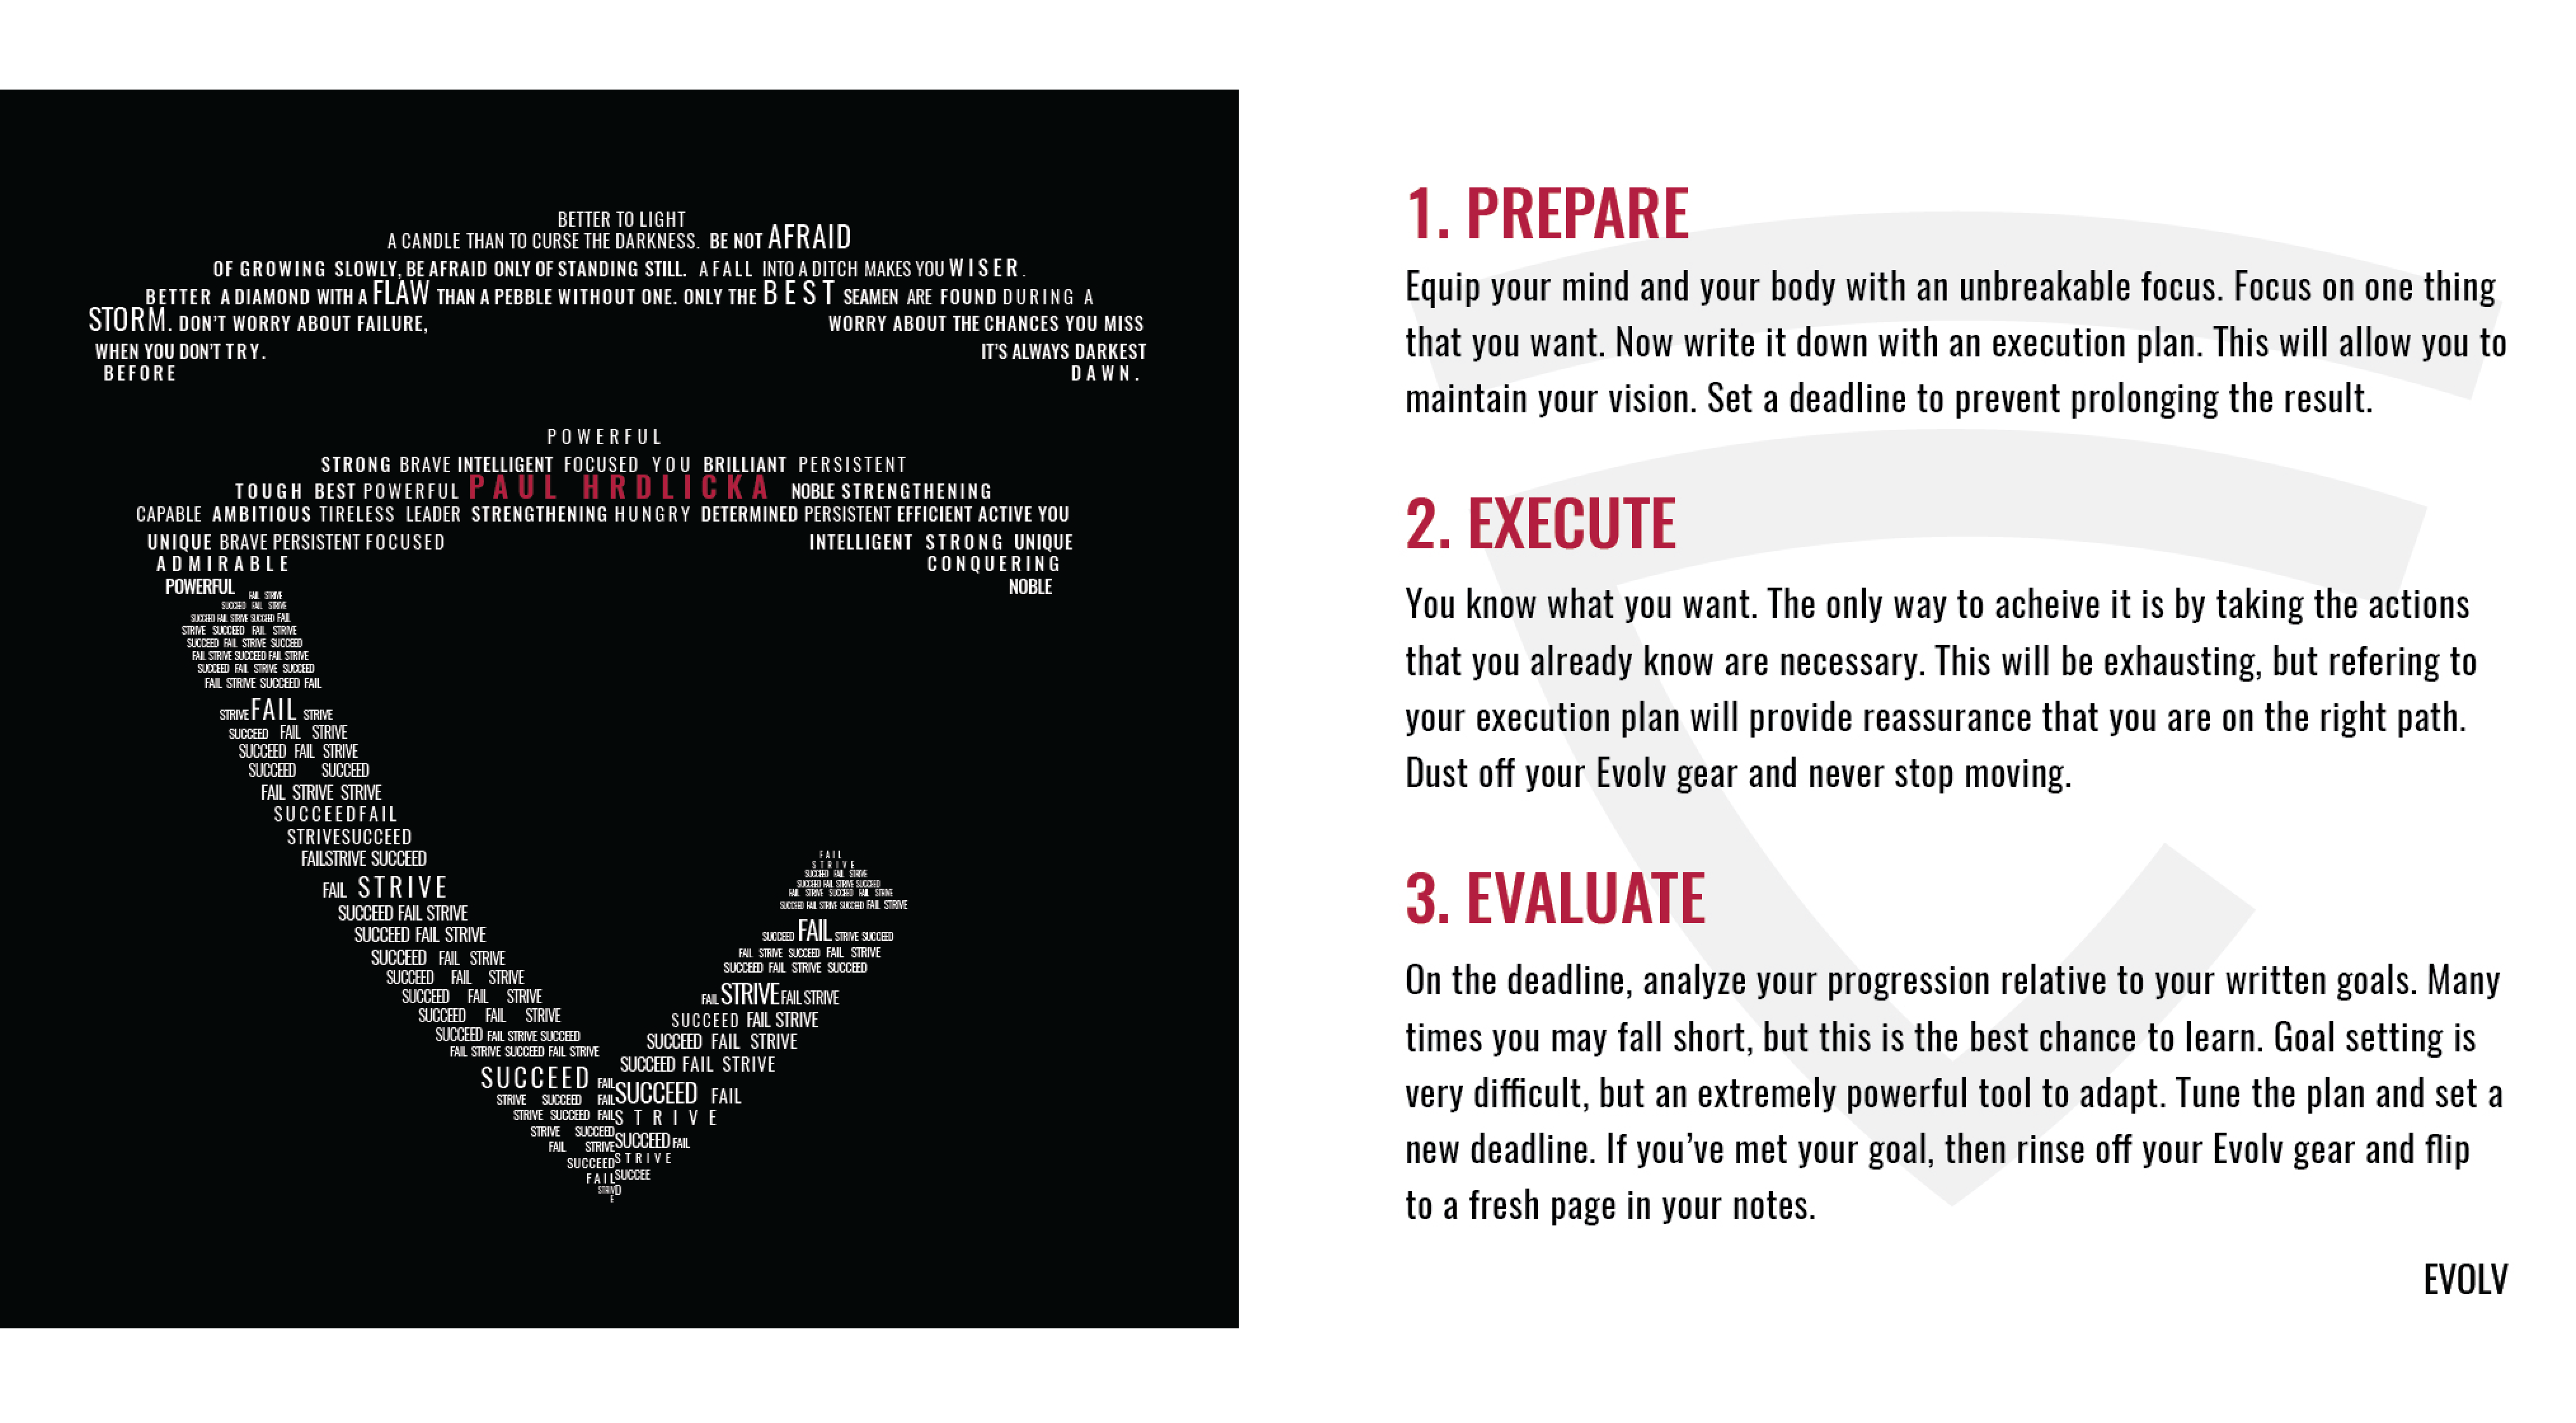 BETTER TO LIGHT
A CANDLE THAN TO CURSE THE DARKNESS. BE NOT AFRAID
OF GROWING SLOWLY, BE AFRAID ONLY OF STANDING STILL. A FALL INTO A DITCH MAKES YOU WISER.
BETTER A DIAMOND WITH A FLAW THAN A PEBBLE WITHOUT ONE. ONLY THE BEST SEAMEN ARE FOUND DURING A
STORM. DON'T WORRY ABOUT FAILURE, WORRY ABOUT THE CHANCES YOU MISS
WHEN YOU DON'T TRY. IT'S ALWAYS DARKEST
BEFORE DAWN.
POWERFUL
STRONG BRAVE INTELLIGENT FOCUSED YOU BRILLIANT PERSISTENT
TOUGH BEST POWERFUL PAUL HRDLICKA NOBLE STRENGTHENING
CAPABLE AMBITIOUS TIRELESS LEADER STRENGTHENING HUNGRY DETERMINED PERSISTENT EFFICIENT ACTIVE YOU
UNIQUE BRAVE PERSISTENT FOCUSED INTELLIGENT STRONG UNIQUE
ADMIRABLE CONQUERING
POWERFUL NOBLE
FAIL STRIVE
SUCCEED FAIL STRIVE
SUCCEED FAIL STRIVE SUCCEED FAIL
STRIVE SUCCEED FAIL STRIVE
SUCCEED FAIL STRIVE SUCCEED
FAIL STRIVE SUCCEED FAIL STRIVE
SUCCEED FAIL STRIVE SUCCEED
FAIL STRIVE SUCCEED FAIL
STRIVE FAIL STRIVE
SUCCEED FAIL STRIVE
SUCCEED FAIL STRIVE
SUCCEED SUCCEED
FAIL STRIVE STRIVE
SUCCEEDFAIL
STRIVESUCCEED
FAILSTRIVE SUCCEED
FAIL STRIVE
SUCCEED FAIL STRIVE
SUCCEED FAIL STRIVE
SUCCEED FAIL STRIVE
SUCCEED FAIL STRIVE
SUCCEED FAIL STRIVE
SUCCEED FAIL STRIVE
SUCCEED FAIL STRIVE SUCCEED
FAIL STRIVE SUCCEED FAIL STRIVE
SUCCEED FAIL
STRIVE SUCCEED FAIL
STRIVE SUCCEED FAIL
STRIVE SUCCEED
FAIL STRIVE
SUCCEED
FAIL
STRIV
E
FAIL
STRIVE
SUCCEED FAIL STRIVE
SUCCEED FAIL STRIVE SUCCEED
FAIL STRIVE SUCCEED FAIL STRIVE
SUCCEED FAIL STRIVE SUCCEED FAIL STRIVE
SUCCEED FAIL STRIVE SUCCEED
FAIL STRIVE SUCCEED FAIL STRIVE
SUCCEED FAIL STRIVE SUCCEED
FAIL STRIVE FAIL STRIVE
SUCCEED FAIL STRIVE
SUCCEED FAIL STRIVE
SUCCEED FAIL STRIVE
SUCCEED FAIL
STRIVE
SUCCEED FAIL
STRIVE
SUCCEE
D
1. PREPARE
Equip your mind and your body with an unbreakable focus. Focus on one thing
that you want. Now write it down with an execution plan. This will allow you to
maintain your vision. Set a deadline to prevent prolonging the result.
2. EXECUTE
You know what you want. The only way to acheive it is by taking the actions
that you already know are necessary. This will be exhausting, but refering to
your execution plan will provide reassurance that you are on the right path.
Dust off your Evolv gear and never stop moving.
3. EVALUATE
On the deadline, analyze your progression relative to your written goals. Many
times you may fall short, but this is the best chance to learn. Goal setting is
very difficult, but an extremely powerful tool to adapt. Tune the plan and set a
new deadline. If you've met your goal, then rinse off your Evolv gear and flip
to a fresh page in your notes.
EVOLV